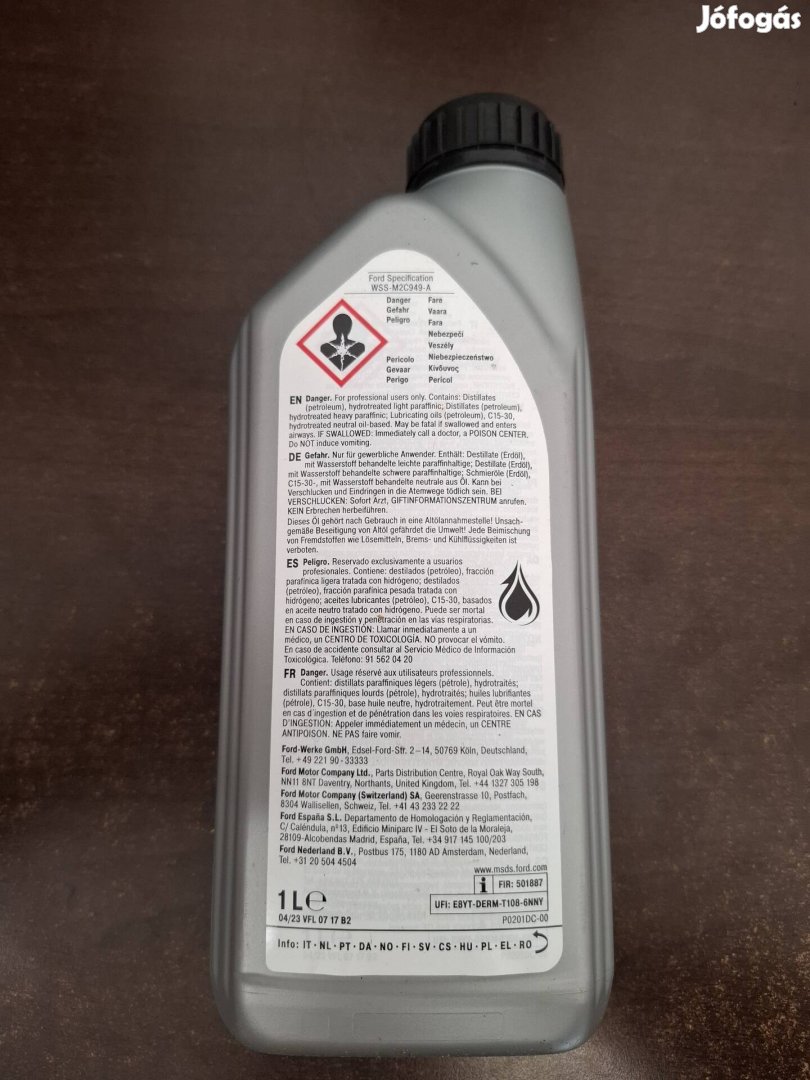 Jófogás
Ford Specification
WSS-M2C949-A
Danger Fare
Gefahr Vaara
Peligro Fara
Nebezpečí
Veszély
Pericolo Niebezpieczeństwo
Gevaar Κίνδυνος
Perigo Pericol
EN Danger. For professional users only. Contains: Distillates
(petroleum), hydrotreated light paraffinic; Distillates (petroleum),
hydrotreated heavy paraffinic; Lubricating oils (petroleum), C15-30,
hydrotreated neutral oil-based. May be fatal if swallowed and enters
airways. IF SWALLOWED: Immediately call a doctor, a POISON CENTER.
Do NOT induce vomiting.
DE Gefahr. Nur für gewerbliche Anwender. Enthält: Destillate (Erdöl),
mit Wasserstoff behandelte leichte paraffinhaltige; Destillate (Erdöl),
mit Wasserstoff behandelte schwere paraffinhaltige; Schmieröle (Erdöl),
C15-30-, mit Wasserstoff behandelte neutrale aus Öl. Kann bei
Verschlucken und Eindringen in die Atemwege tödlich sein. BEI
VERSCHLUCKEN: Sofort Arzt, GIFTINFORMATIONSZENTRUM anrufen.
KEIN Erbrechen herbeiführen.
Dieses Öl gehört nach Gebrauch in eine Altölannahmestelle! Unsach-
gemäße Beseitigung von Altöl gefährdet die Umwelt! Jede Beimischung
von Fremdstoffen wie Lösemitteln, Brems- und Kühlflüssigkeiten ist
verboten.
ES Peligro. Reservado exclusivamente a usuarios
profesionales. Contiene: destilados (petróleo), fracción
parafínica ligera tratada con hidrógeno; destilados
(petróleo), fracción parafínica pesada tratada con
hidrógeno; aceites lubricantes (petróleo), C15-30, basados
en aceite neutro tratado con hidrógeno. Puede ser mortal
en caso de ingestión y penetración en las vías respiratorias.
EN CASO DE INGESTIÓN: Llamar inmediatamente a un
médico, un CENTRO DE TOXICOLOGÍA. NO provocar el vómito.
En caso de accidente consultar al Servicio Médico de Información
Toxicológica. Teléfono: 91 562 04 20
FR Danger. Usage réservé aux utilisateurs professionnels.
Contient: distillats paraffiniques légers (pétrole), hydrotraités;
distillats paraffiniques lourds (pétrole), hydrotraités; huiles lubrifiantes
(pétrole), C15-30, base huile neutre, hydrotraitement. Peut être mortel
en cas d'ingestion et de pénétration dans les voies respiratoires. EN CAS
D'INGESTION: Appeler immédiatement un médecin, un CENTRE
ANTIPOISON. NE PAS faire vomir.
Ford-Werke GmbH, Edsel-Ford-Str. 2–14, 50769 Köln, Deutschland,
Tel. +49 221 90-33333
Ford Motor Company Ltd., Parts Distribution Centre, Royal Oak Way South,
NN11 8NT Daventry, Northants, United Kingdom, Tel. +44 1327 305 198
Ford Motor Company (Switzerland) SA, Geerenstrasse 10, Postfach,
8304 Wallisellen, Schweiz, Tel. +41 43 233 22 22
Ford España S.L. Departamento de Homologación y Reglamentación,
C/ Caléndula, nº13, Edificio Miniparc IV - El Soto de la Moraleja,
28109-Alcobendas Madrid, España, Tel. +34 917 145 100/203
Ford Nederland B.V., Postbus 175, 1180 AD Amsterdam, Nederland,
Tel. +31 20 504 4504
www.msds.ford.com
i FIR: 501887
1 L℮ UFI: E8YT-DERM-T108-6NNY
04/23 VFL 07 17 B2 P0201DC-00
Info: IT·NL·PT·DA·NO·FI·SV·CS·HU·PL·EL·RO